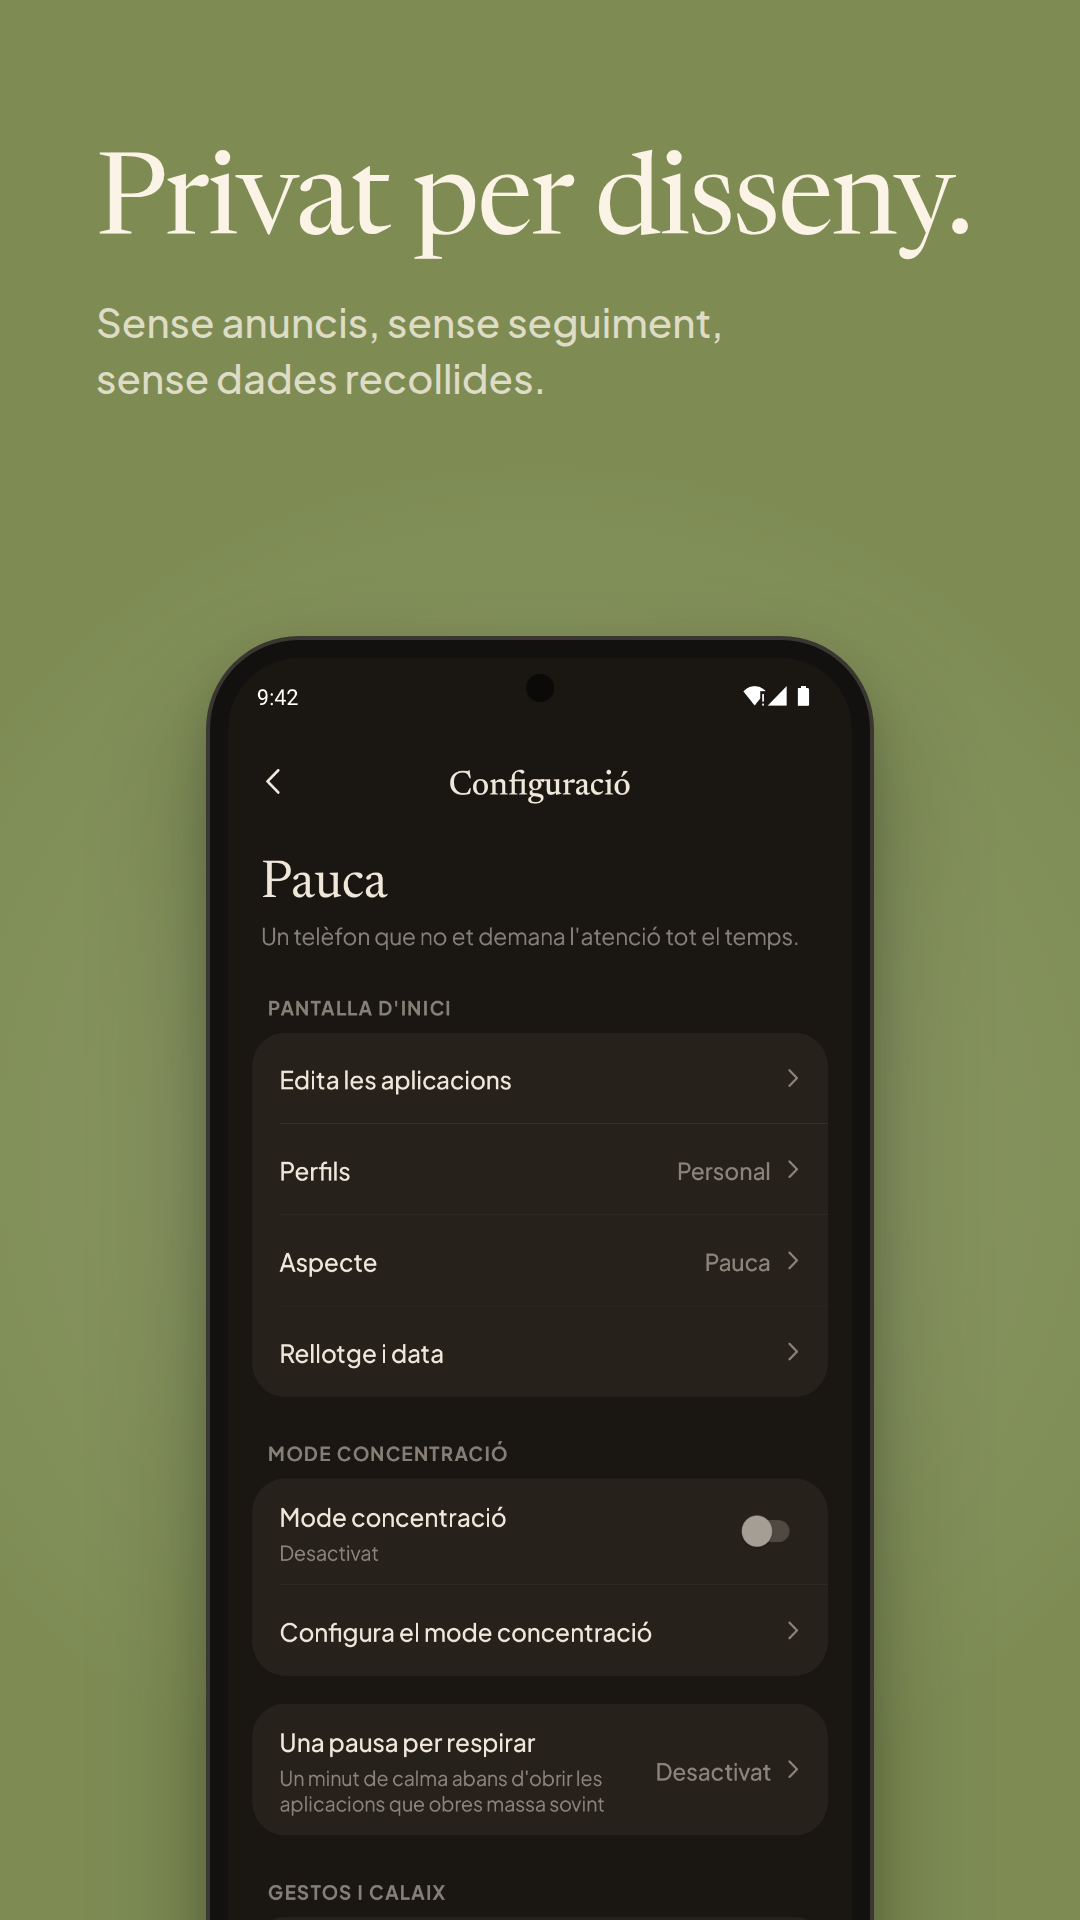 Privat per disseny.
Sense anuncis, sense seguiment,
sense dades recollides.
9:42
Configuració
Pauca
Un telèfon que no et demana l'atenció tot el temps.
PANTALLA D'INICI
Edita les aplicacions
Perfils Personal
Aspecte Pauca
Rellotge i data
MODE CONCENTRACIÓ
Mode concentració
Desactivat
Configura el mode concentració
Una pausa per respirar
Un minut de calma abans d'obrir les
aplicacions que obres massa sovint
Desactivat
GESTOS I CALAIX